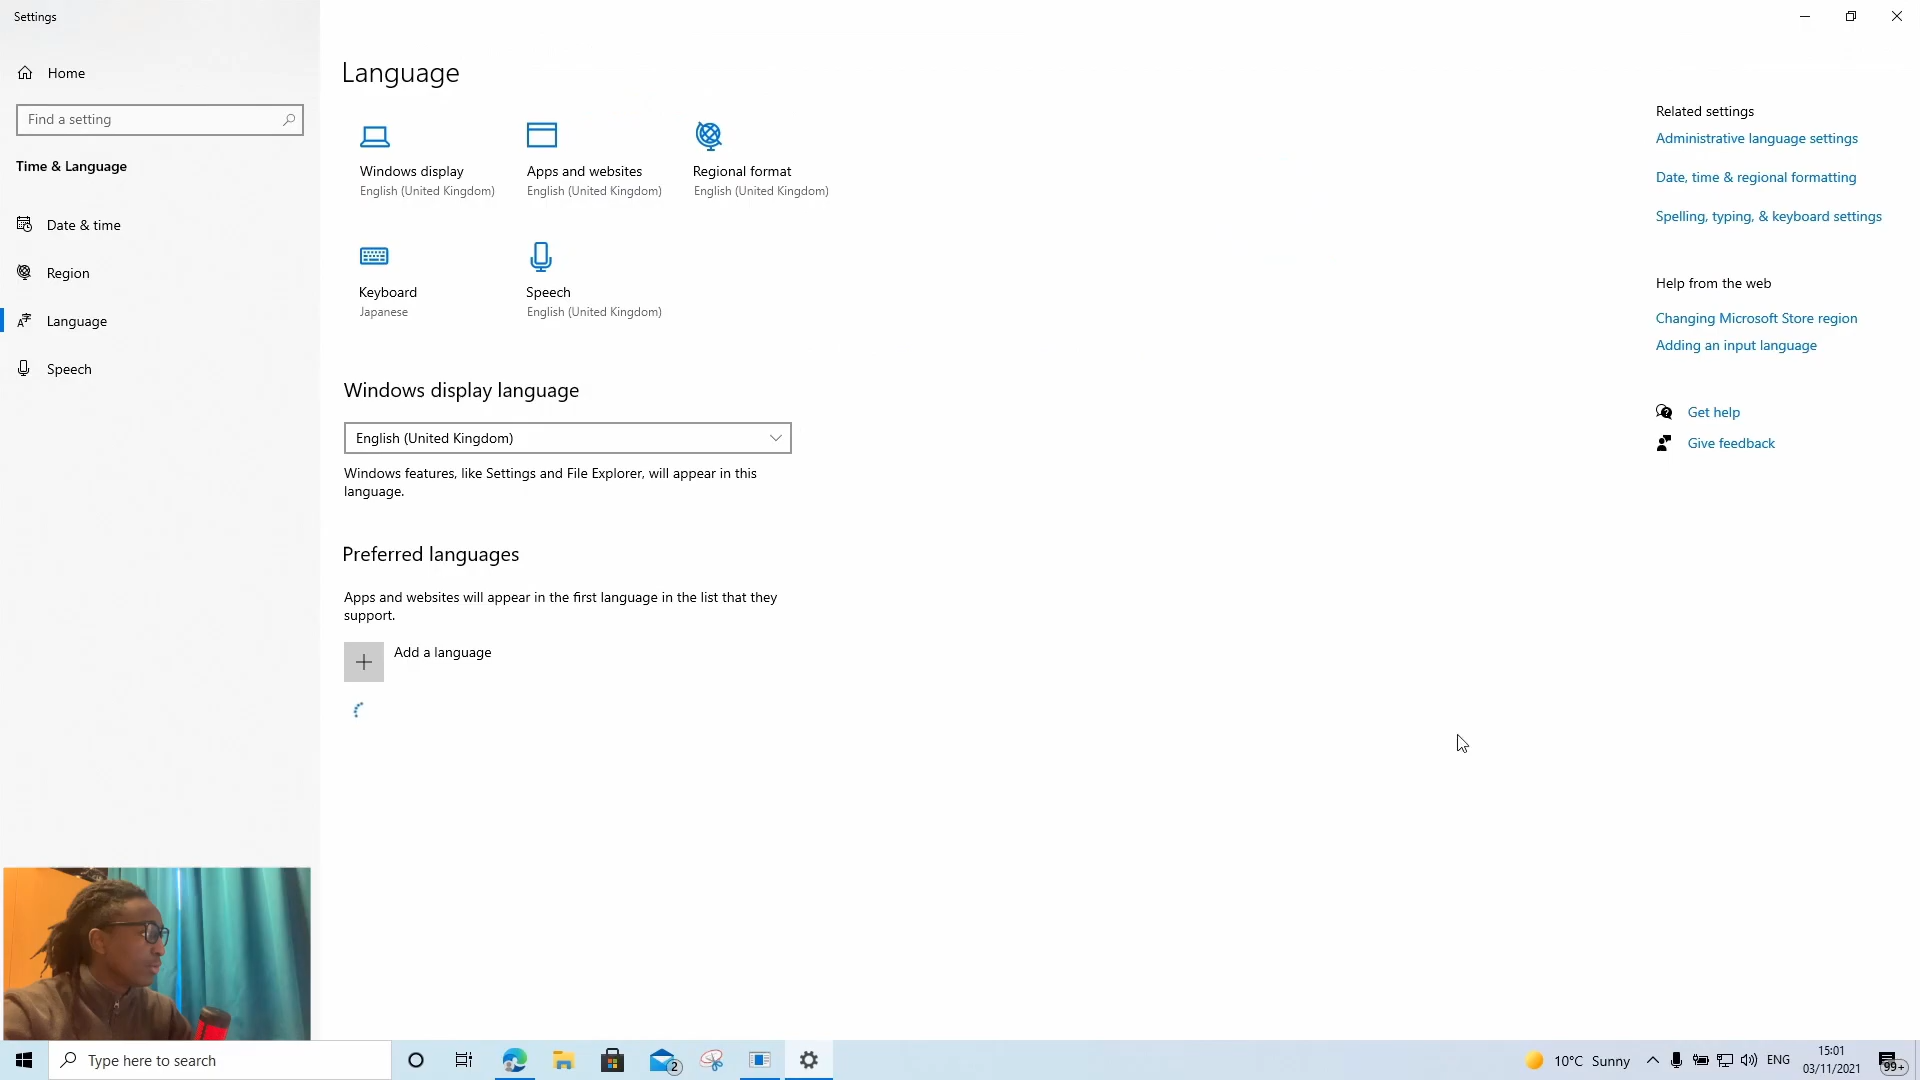 Settings
Home
Find a setting
Time & Language
Date & time
Region
Language
Speech
Language
Windows display
English (United Kingdom)
Apps and websites
English (United Kingdom)
Regional format
English (United Kingdom)
Keyboard
Japanese
Speech
English (United Kingdom)
Windows display language
English (United Kingdom)
Windows features, like Settings and File Explorer, will appear in this
language.
Preferred languages
Apps and websites will appear in the first language in the list that they
support.
Add a language
Related settings
Administrative language settings
Date, time & regional formatting
Spelling, typing, & keyboard settings
Help from the web
Changing Microsoft Store region
Adding an input language
Get help
Give feedback
Type here to search
2
10°C Sunny
ENG
15:01
03/11/2021
99+